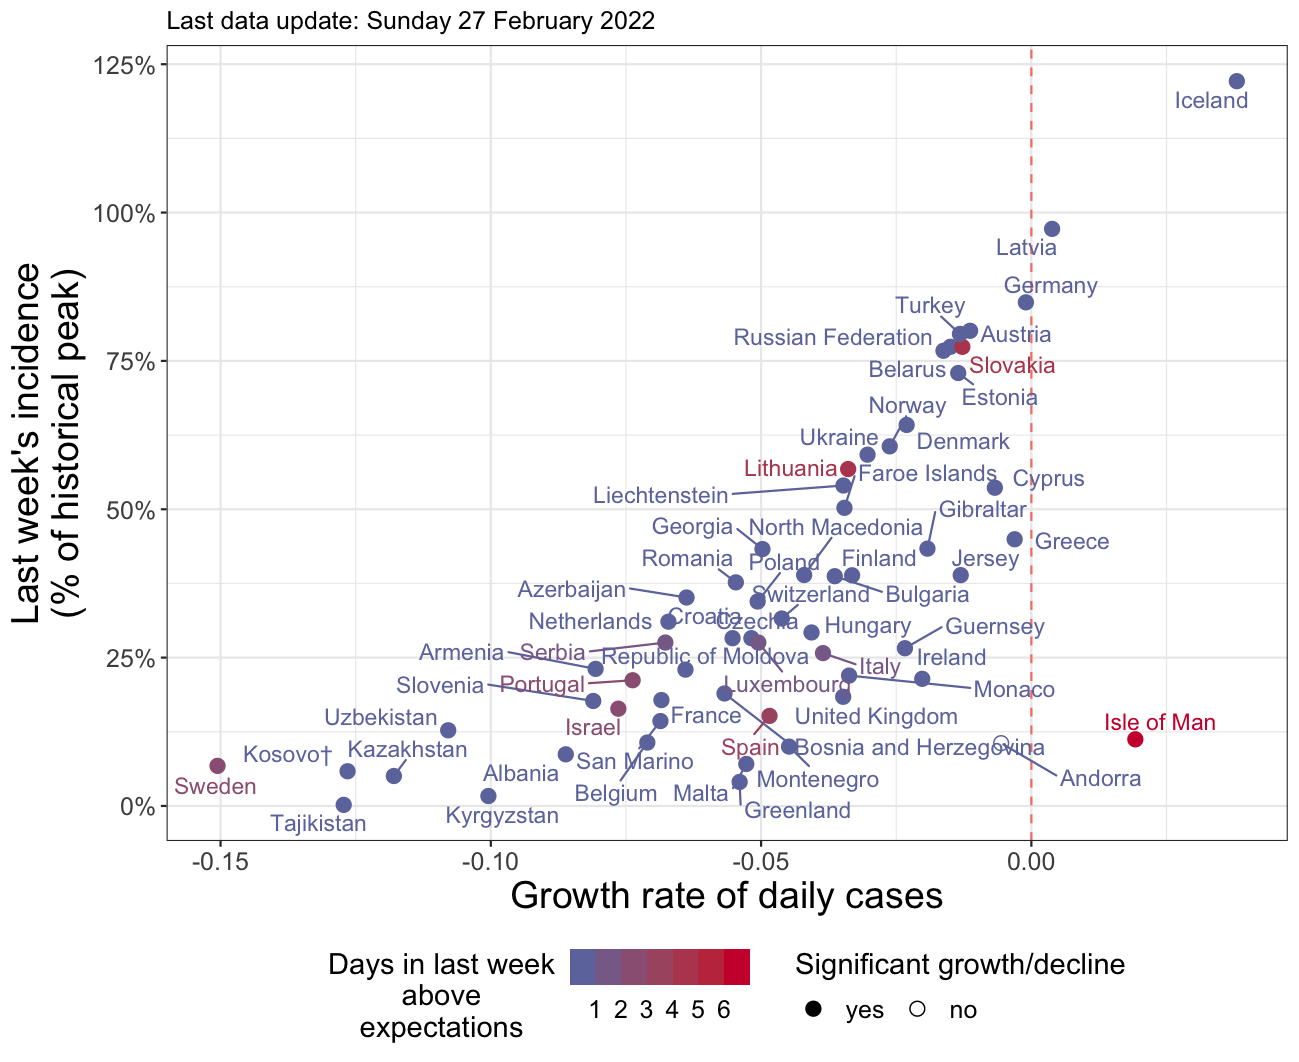 Last data update: Sunday 27 February 2022
125%
100%
75%
50%
25%
0%
Last week's incidence
(% of historical peak)
Iceland
Latvia
Germany
Turkey
Russian Federation
Austria
Belarus
Slovakia
Estonia
Norway
Ukraine
Denmark
Lithuania
Faroe Islands
Cyprus
Liechtenstein
Gibraltar
Georgia
North Macedonia
Greece
Romania
Poland
Finland
Jersey
Azerbaijan
Switzerland
Bulgaria
Netherlands
Croatia
Czechia
Hungary
Guernsey
Armenia
Serbia
Republic of Moldova
Italy
Ireland
Slovenia
Portugal
Luxembourg
Monaco
Uzbekistan
Israel
France
United Kingdom
Isle of Man
Kosovo†
Kazakhstan
Spain
Bosnia and Herzegovina
San Marino
Sweden
Albania
Montenegro
Andorra
Belgium
Malta
Tajikistan
Kyrgyzstan
Greenland
-0.15
-0.10
-0.05
0.00
Growth rate of daily cases
Days in last week
above
expectations
1 2 3 4 5 6
Significant growth/decline
yes
no